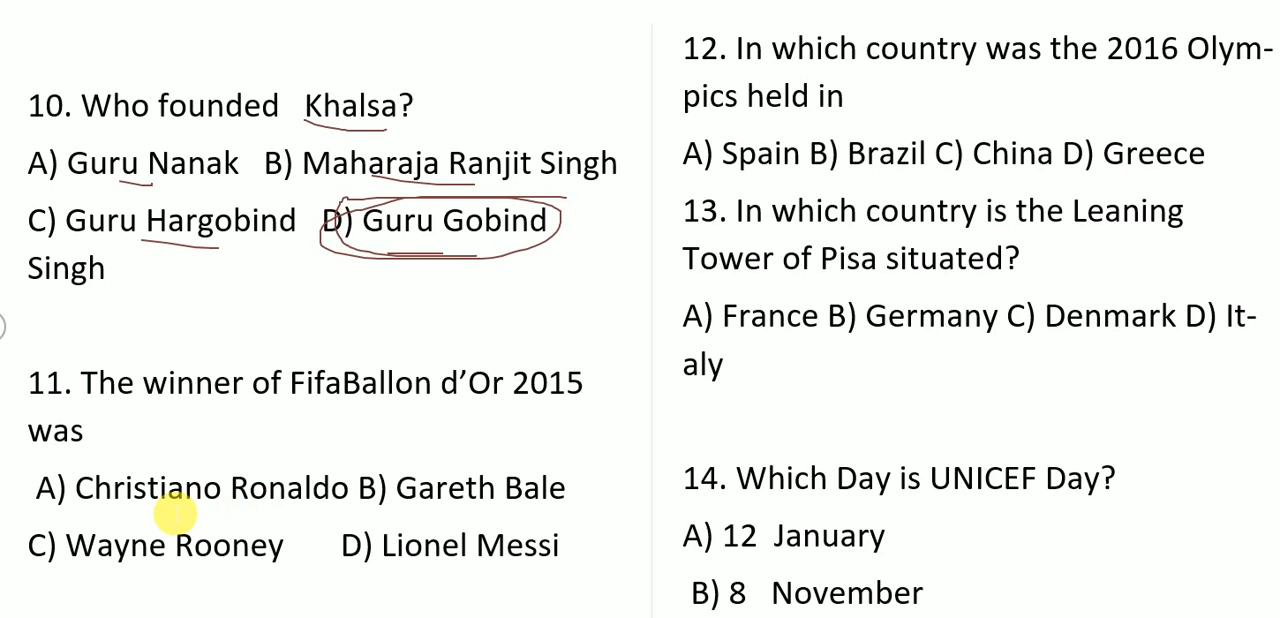 10. Who founded Khalsa?
A) Guru Nanak B) Maharaja Ranjit Singh
C) Guru Hargobind D) Guru Gobind
Singh
11. The winner of FifaBallon d’Or 2015
was
A) Christiano Ronaldo B) Gareth Bale
C) Wayne Rooney D) Lionel Messi
12. In which country was the 2016 Olym-
pics held in
A) Spain B) Brazil C) China D) Greece
13. In which country is the Leaning
Tower of Pisa situated?
A) France B) Germany C) Denmark D) It-
aly
14. Which Day is UNICEF Day?
A) 12 January
B) 8 November